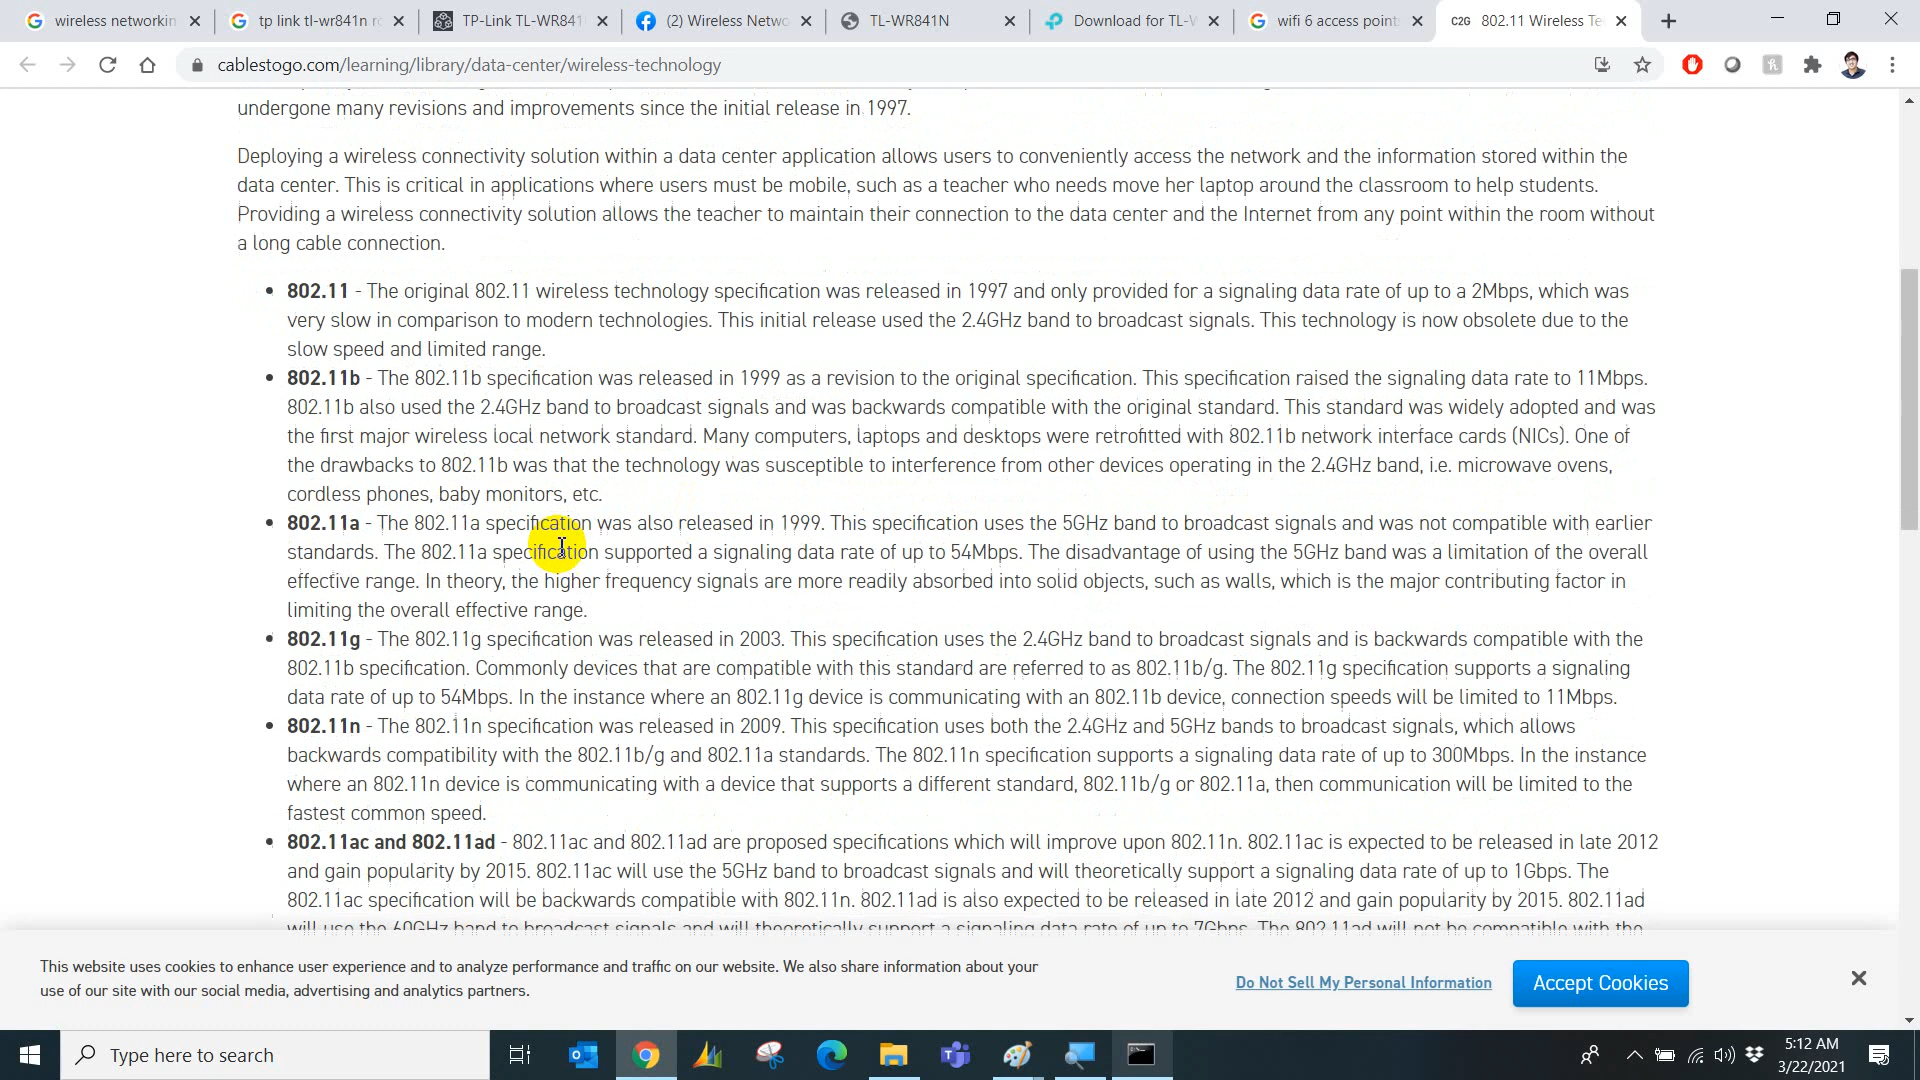 wireless networkin
tp link tl-wr841n ro
TP-Link TL-WR841
(2) Wireless Netwo
TL-WR841N
Download for TL-W
wifi 6 access point
C2G 802.11 Wireless Te
cablestogo.com/learning/library/data-center/wireless-technology
undergone many revisions and improvements since the initial release in 1997.
Deploying a wireless connectivity solution within a data center application allows users to conveniently access the network and the information stored within the
data center. This is critical in applications where users must be mobile, such as a teacher who needs move her laptop around the classroom to help students.
Providing a wireless connectivity solution allows the teacher to maintain their connection to the data center and the Internet from any point within the room without
a long cable connection.
• 802.11 - The original 802.11 wireless technology specification was released in 1997 and only provided for a signaling data rate of up to a 2Mbps, which was
very slow in comparison to modern technologies. This initial release used the 2.4GHz band to broadcast signals. This technology is now obsolete due to the
slow speed and limited range.
• 802.11b - The 802.11b specification was released in 1999 as a revision to the original specification. This specification raised the signaling data rate to 11Mbps.
802.11b also used the 2.4GHz band to broadcast signals and was backwards compatible with the original standard. This standard was widely adopted and was
the first major wireless local network standard. Many computers, laptops and desktops were retrofitted with 802.11b network interface cards (NICs). One of
the drawbacks to 802.11b was that the technology was susceptible to interference from other devices operating in the 2.4GHz band, i.e. microwave ovens,
cordless phones, baby monitors, etc.
• 802.11a - The 802.11a specification was also released in 1999. This specification uses the 5GHz band to broadcast signals and was not compatible with earlier
standards. The 802.11a specification supported a signaling data rate of up to 54Mbps. The disadvantage of using the 5GHz band was a limitation of the overall
effective range. In theory, the higher frequency signals are more readily absorbed into solid objects, such as walls, which is the major contributing factor in
limiting the overall effective range.
• 802.11g - The 802.11g specification was released in 2003. This specification uses the 2.4GHz band to broadcast signals and is backwards compatible with the
802.11b specification. Commonly devices that are compatible with this standard are referred to as 802.11b/g. The 802.11g specification supports a signaling
data rate of up to 54Mbps. In the instance where an 802.11g device is communicating with an 802.11b device, connection speeds will be limited to 11Mbps.
• 802.11n - The 802.11n specification was released in 2009. This specification uses both the 2.4GHz and 5GHz bands to broadcast signals, which allows
backwards compatibility with the 802.11b/g and 802.11a standards. The 802.11n specification supports a signaling data rate of up to 300Mbps. In the instance
where an 802.11n device is communicating with a device that supports a different standard, 802.11b/g or 802.11a, then communication will be limited to the
fastest common speed.
• 802.11ac and 802.11ad - 802.11ac and 802.11ad are proposed specifications which will improve upon 802.11n. 802.11ac is expected to be released in late 2012
and gain popularity by 2015. 802.11ac will use the 5GHz band to broadcast signals and will theoretically support a signaling data rate of up to 1Gbps. The
802.11ac specification will be backwards compatible with 802.11n. 802.11ad is also expected to be released in late 2012 and gain popularity by 2015. 802.11ad
will use the 60GHz band to broadcast signals and will theoretically support a signaling data rate of up to 7Gbps. The 802.11ad will not be compatible with the
This website uses cookies to enhance user experience and to analyze performance and traffic on our website. We also share information about your
use of our site with our social media, advertising and analytics partners.
Do Not Sell My Personal Information
Accept Cookies
Type here to search
5:12 AM
3/22/2021